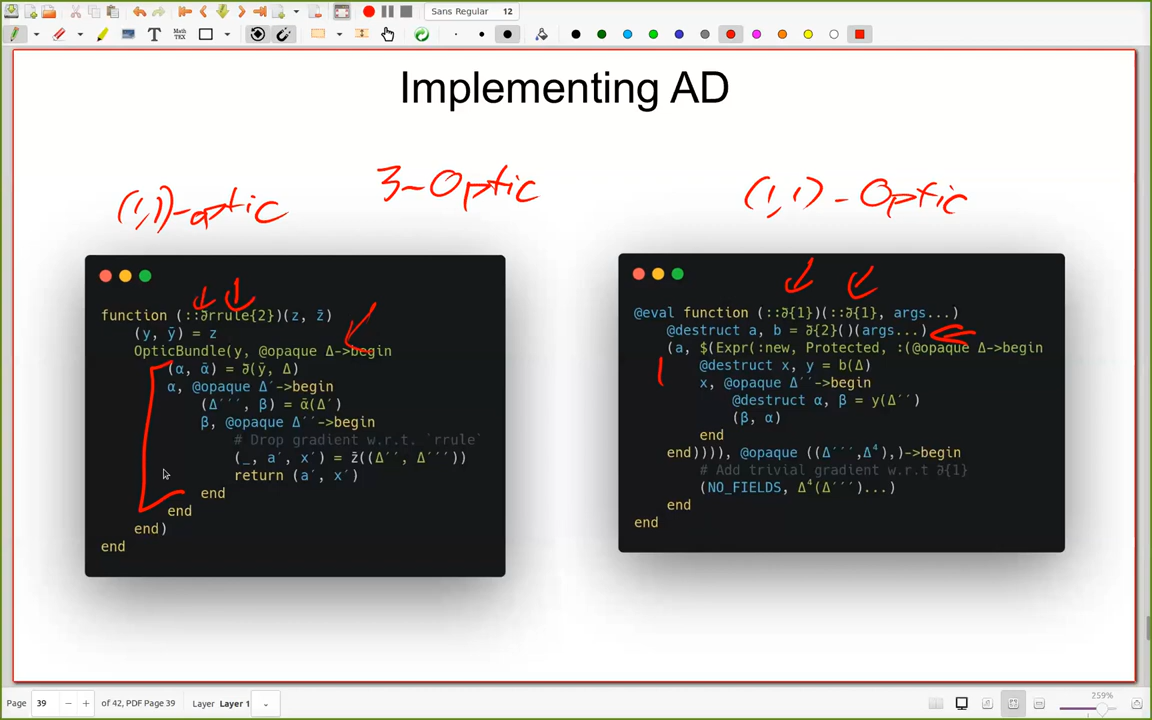 Sans Regular 12
Math TEX
Implementing AD
(1,1)-optic
3-Optic
(1,1)-Optic
function (::∂rrule{2})(z, z̄)
(y, ȳ) = z
OpticBundle(y, @opaque Δ->begin
(α, ᾱ) = ∂(ȳ, Δ)
α, @opaque Δ′->begin
(Δ′′′, β) = ᾱ(Δ′)
β, @opaque Δ′′->begin
# Drop gradient w.r.t. `rrule`
(_, a′, x′) = z̄((Δ′′, Δ′′′))
return (a′, x′)
end
end
end)
end
@eval function (::∂{1})(::∂{1}, args...)
@destruct a, b = ∂{2}()(args...)
(a, $(Expr(:new, Protected, :(@opaque Δ->begin
@destruct x, y = b(Δ)
x, @opaque Δ′′->begin
@destruct α, β = y(Δ′′)
(β, α)
end
end)))), @opaque ((Δ′′′,Δ⁴),)->begin
# Add trivial gradient w.r.t ∂{1}
(NO_FIELDS, Δ⁴(Δ′′′)...)
end
end
Page 39 of 42, PDF Page 39 Layer Layer 1 259%